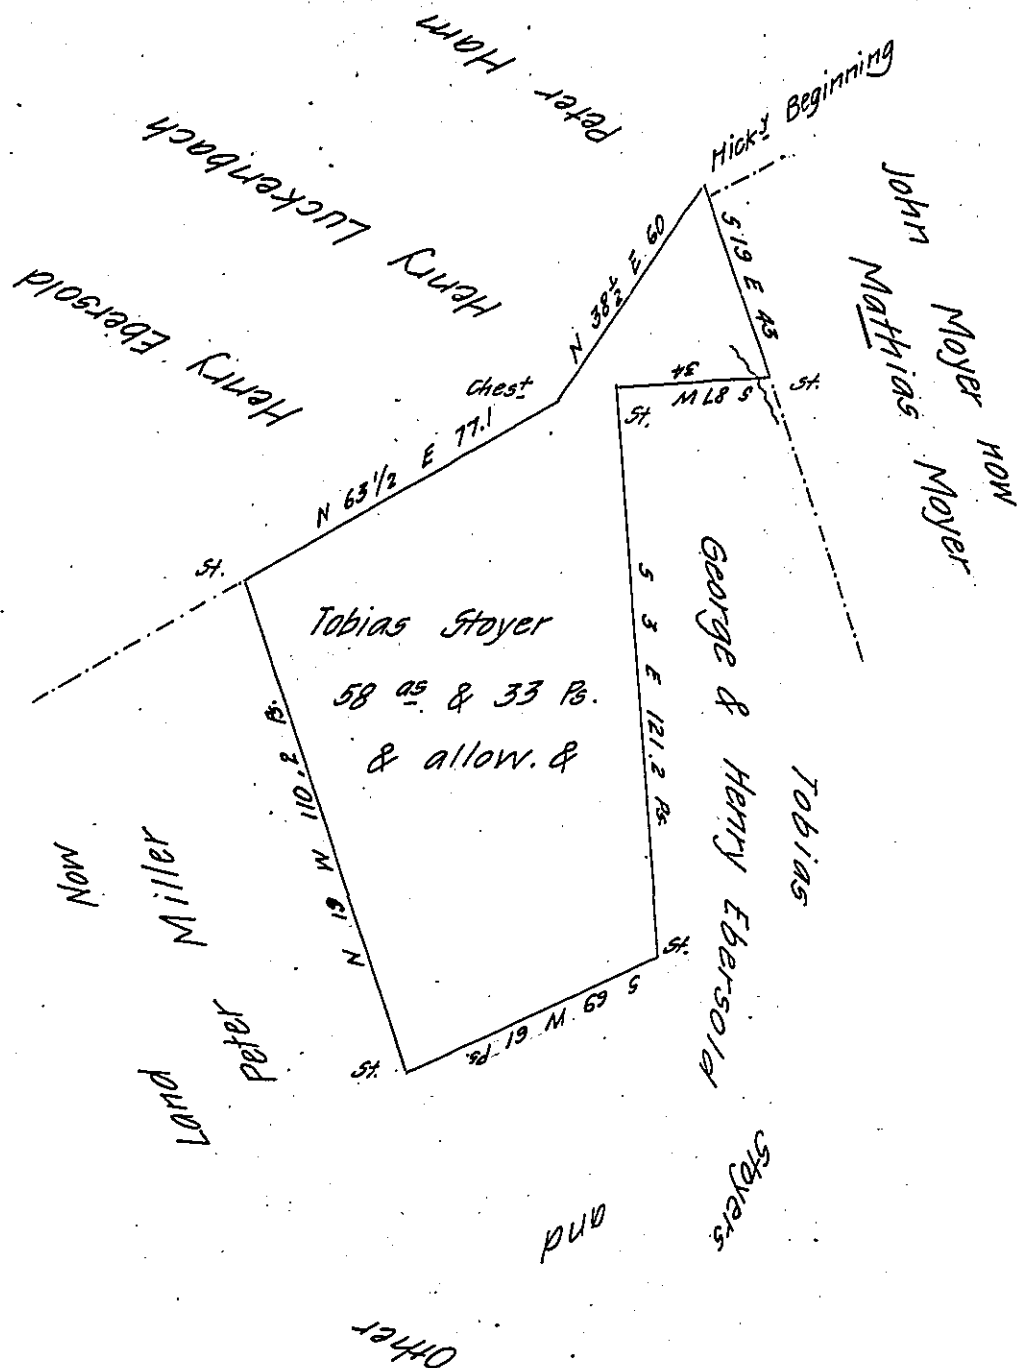 Peter Ham
Henry Luckenbach
Henry Ebersold
Hick.y Beginning
John Moyer now
Mathias Moyer
N 38½ E 60
S 19 E 43
S 87 W
34
St.
St.
Chest
N 63 1/2 E 77.1
St.
Tobias Stoyer
58 as & 33 Ps.
& allow. &
S 3 E 121.2 Ps.
George & Henry Ebersold
N 19 W 110.2 Ps.
St.
S 69 W 61 Ps.
St.
Peter Miller
Land Now
Tobias Stoyers
Other and